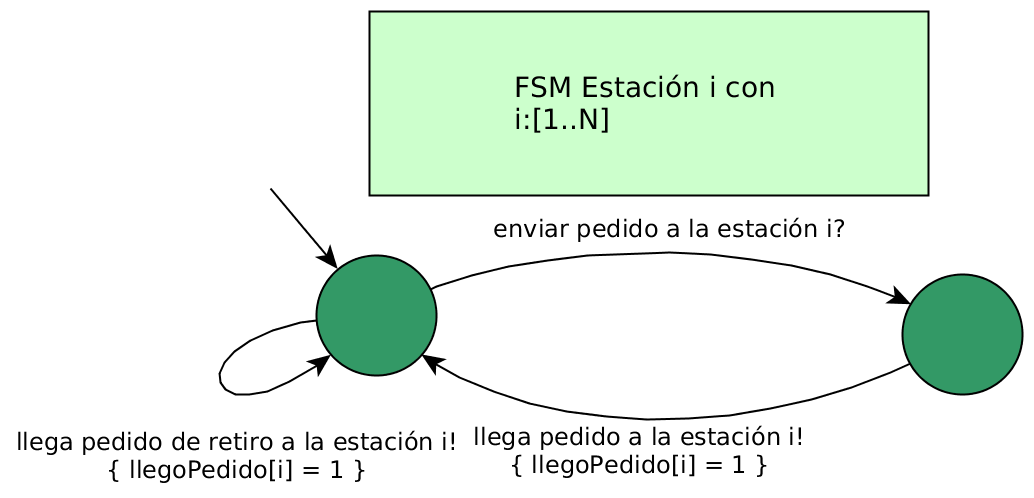 FSM Estación i con
i:[1..N]
enviar pedido a la estación i?
llega pedido de retiro a la estación i!
{ llegoPedido[i] = 1 }
llega pedido a la estación i!
{ llegoPedido[i] = 1 }